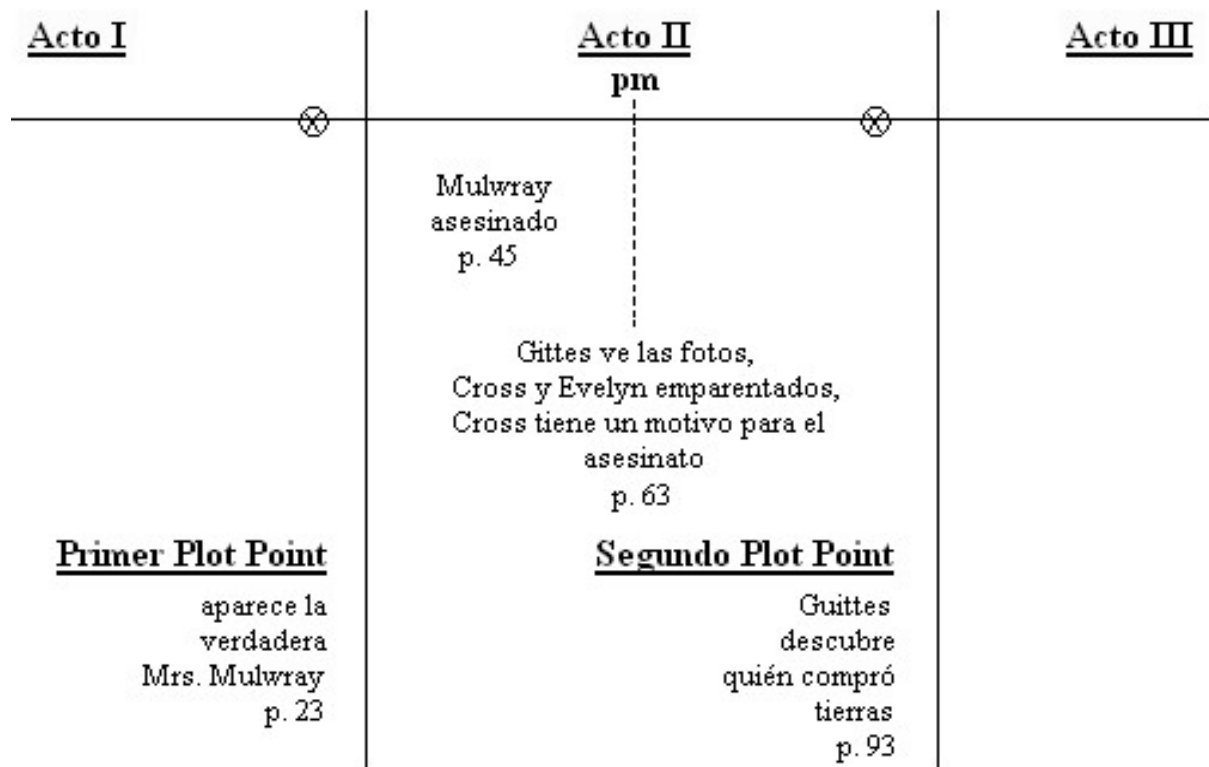 Acto I
Acto II
Acto III
pm
Mulwray
asesinado
p. 45
Gittes ve las fotos,
Cross y Evelyn emparentados,
Cross tiene un motivo para el
asesinato
p. 63
Primer Plot Point
aparece la
verdadera
Mrs. Mulwray
p. 23
Segundo Plot Point
Guittes
descubre
quién compró
tierras
p. 93